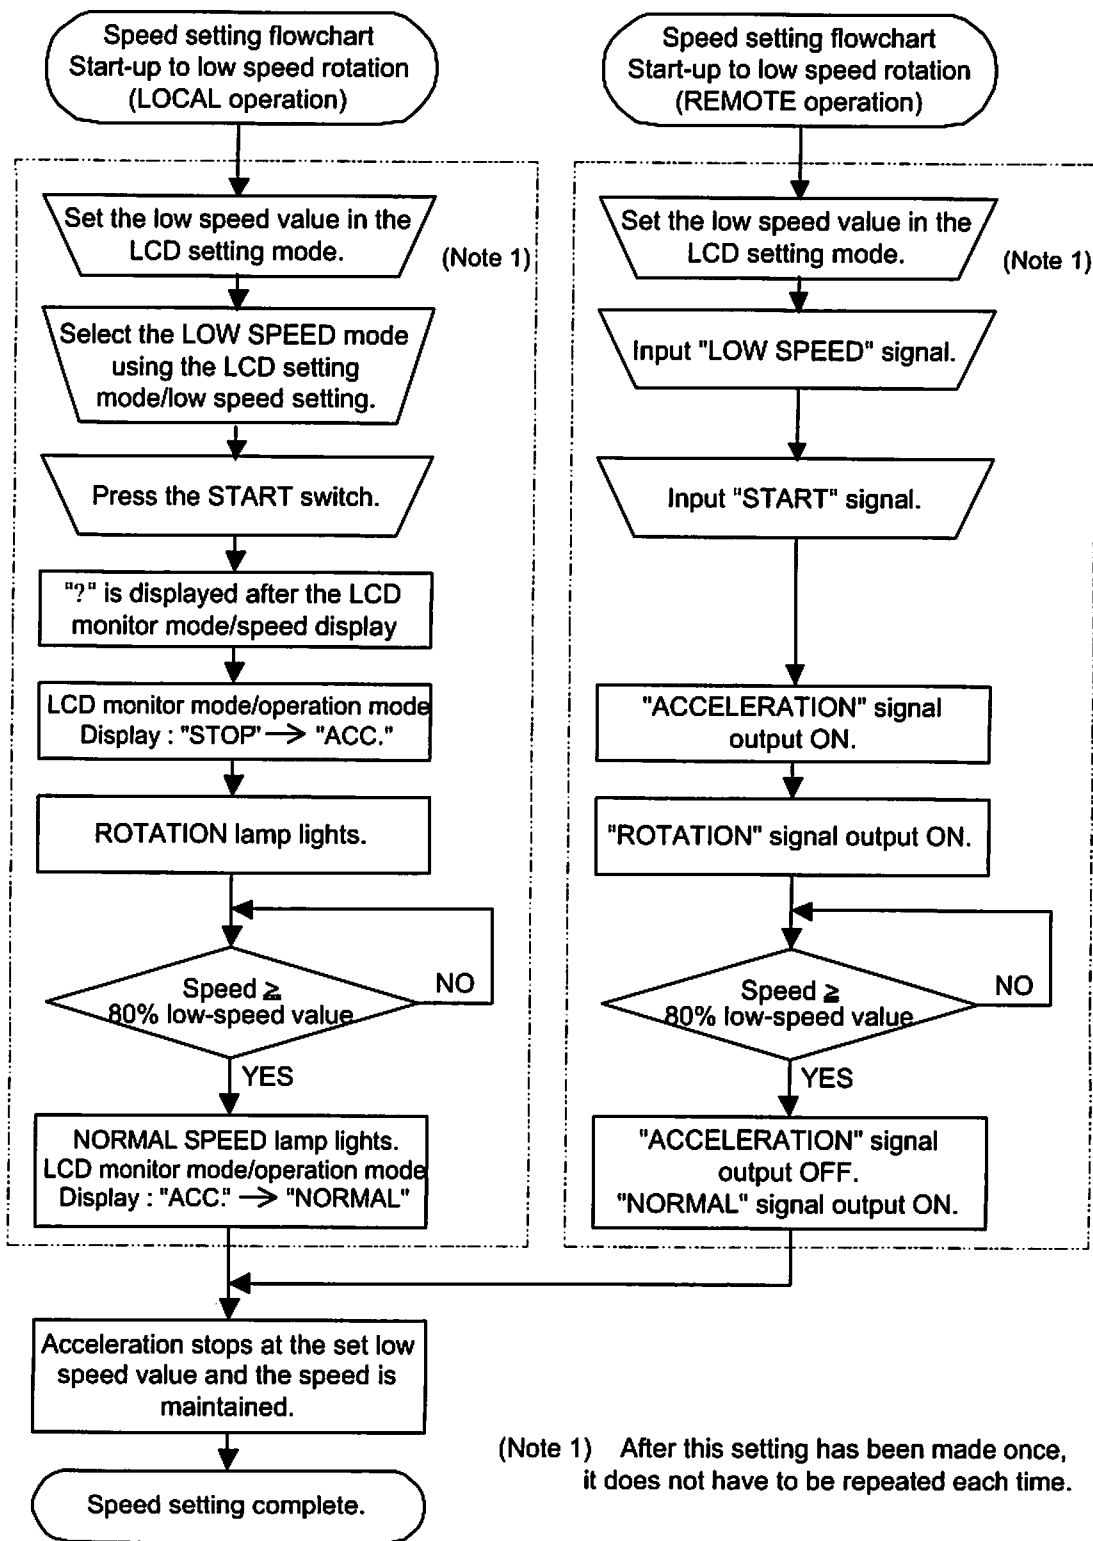 Speed setting flowchart
Start-up to low speed rotation
(LOCAL operation)
Set the low speed value in the
LCD setting mode.
(Note 1)
Select the LOW SPEED mode
using the LCD setting
mode/low speed setting.
Press the START switch.
"?" is displayed after the LCD
monitor mode/speed display
LCD monitor mode/operation mode
Display : "STOP" → "ACC."
ROTATION lamp lights.
Speed ≧
80% low-speed value
NO
YES
NORMAL SPEED lamp lights.
LCD monitor mode/operation mode
Display : "ACC." → "NORMAL"
Speed setting flowchart
Start-up to low speed rotation
(REMOTE operation)
Set the low speed value in the
LCD setting mode.
(Note 1)
Input "LOW SPEED" signal.
Input "START" signal.
"ACCELERATION" signal
output ON.
"ROTATION" signal output ON.
Speed ≧
80% low-speed value
NO
YES
"ACCELERATION" signal
output OFF.
"NORMAL" signal output ON.
Acceleration stops at the set low
speed value and the speed is
maintained.
Speed setting complete.
(Note 1) After this setting has been made once,
it does not have to be repeated each time.